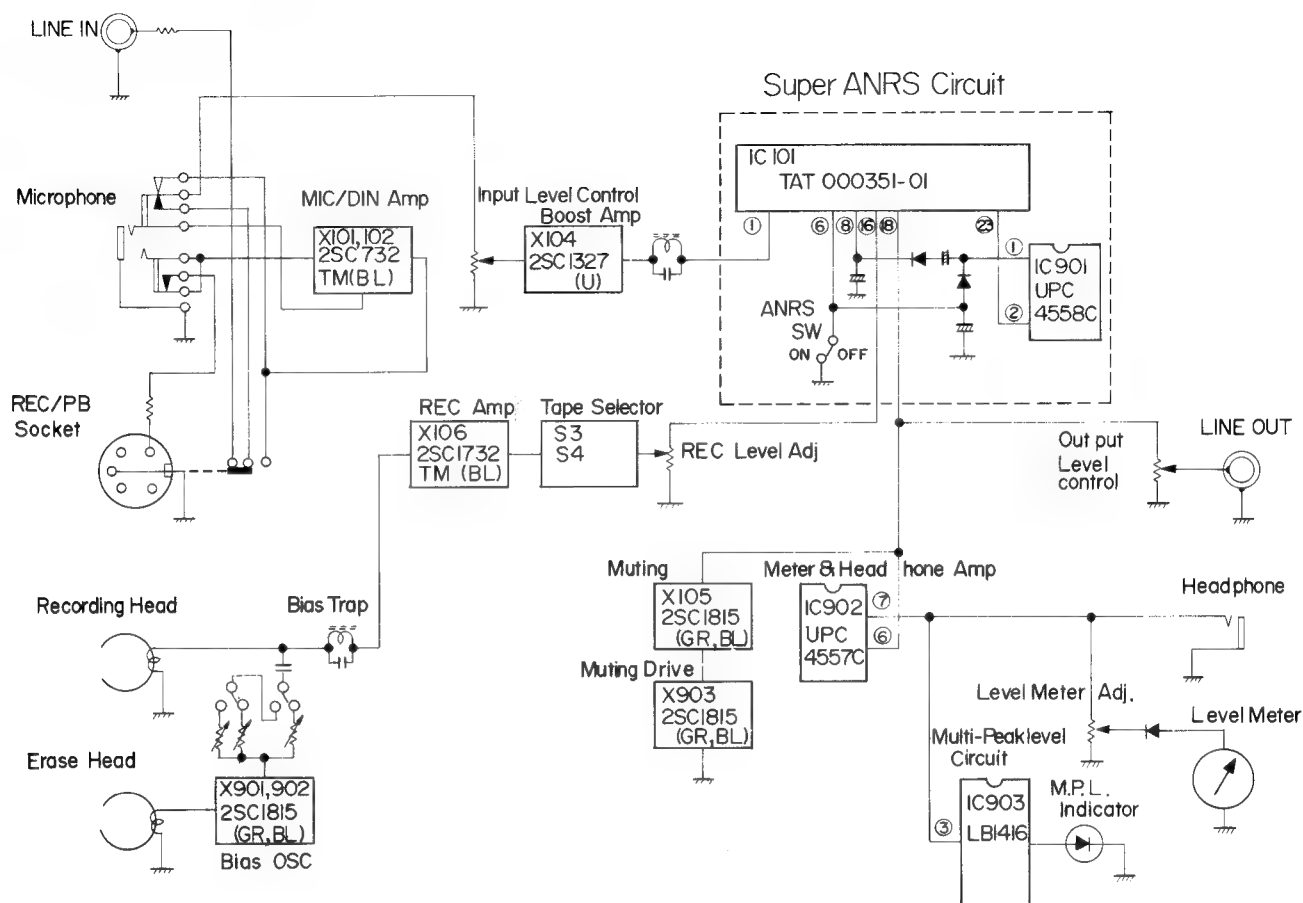 LINE IN
Super ANRS Circuit
IC101
TAT 000351-01
① ⑥ ⑧ ⑯ ⑱ ㉓
Microphone
MIC/DIN Amp
X101,102
2SC732
TM(BL)
Input Level Control
Boost Amp
X104
2SC1327
(U)
①
IC901
UPC
4558C
②
ANRS
SW
ON OFF
REC/PB
Socket
REC Amp
X106
2SC1732
TM (BL)
Tape Selector
S3
S4
REC Level Adj
Out put
Level
control
LINE OUT
Muting
X105
2SC1815
(GR,BL)
Muting Drive
X903
2SC1815
(GR,BL)
Meter & Head hone Amp
IC902
UPC
4557C
⑦
⑥
Headphone
Recording Head
Bias Trap
Level Meter Adj.
Level Meter
Erase Head
X901,902
2SC1815
(GR,BL)
Bias OSC
Multi-Peaklevel
Circuit
③
IC903
LB1416
M.P.L.
Indicator